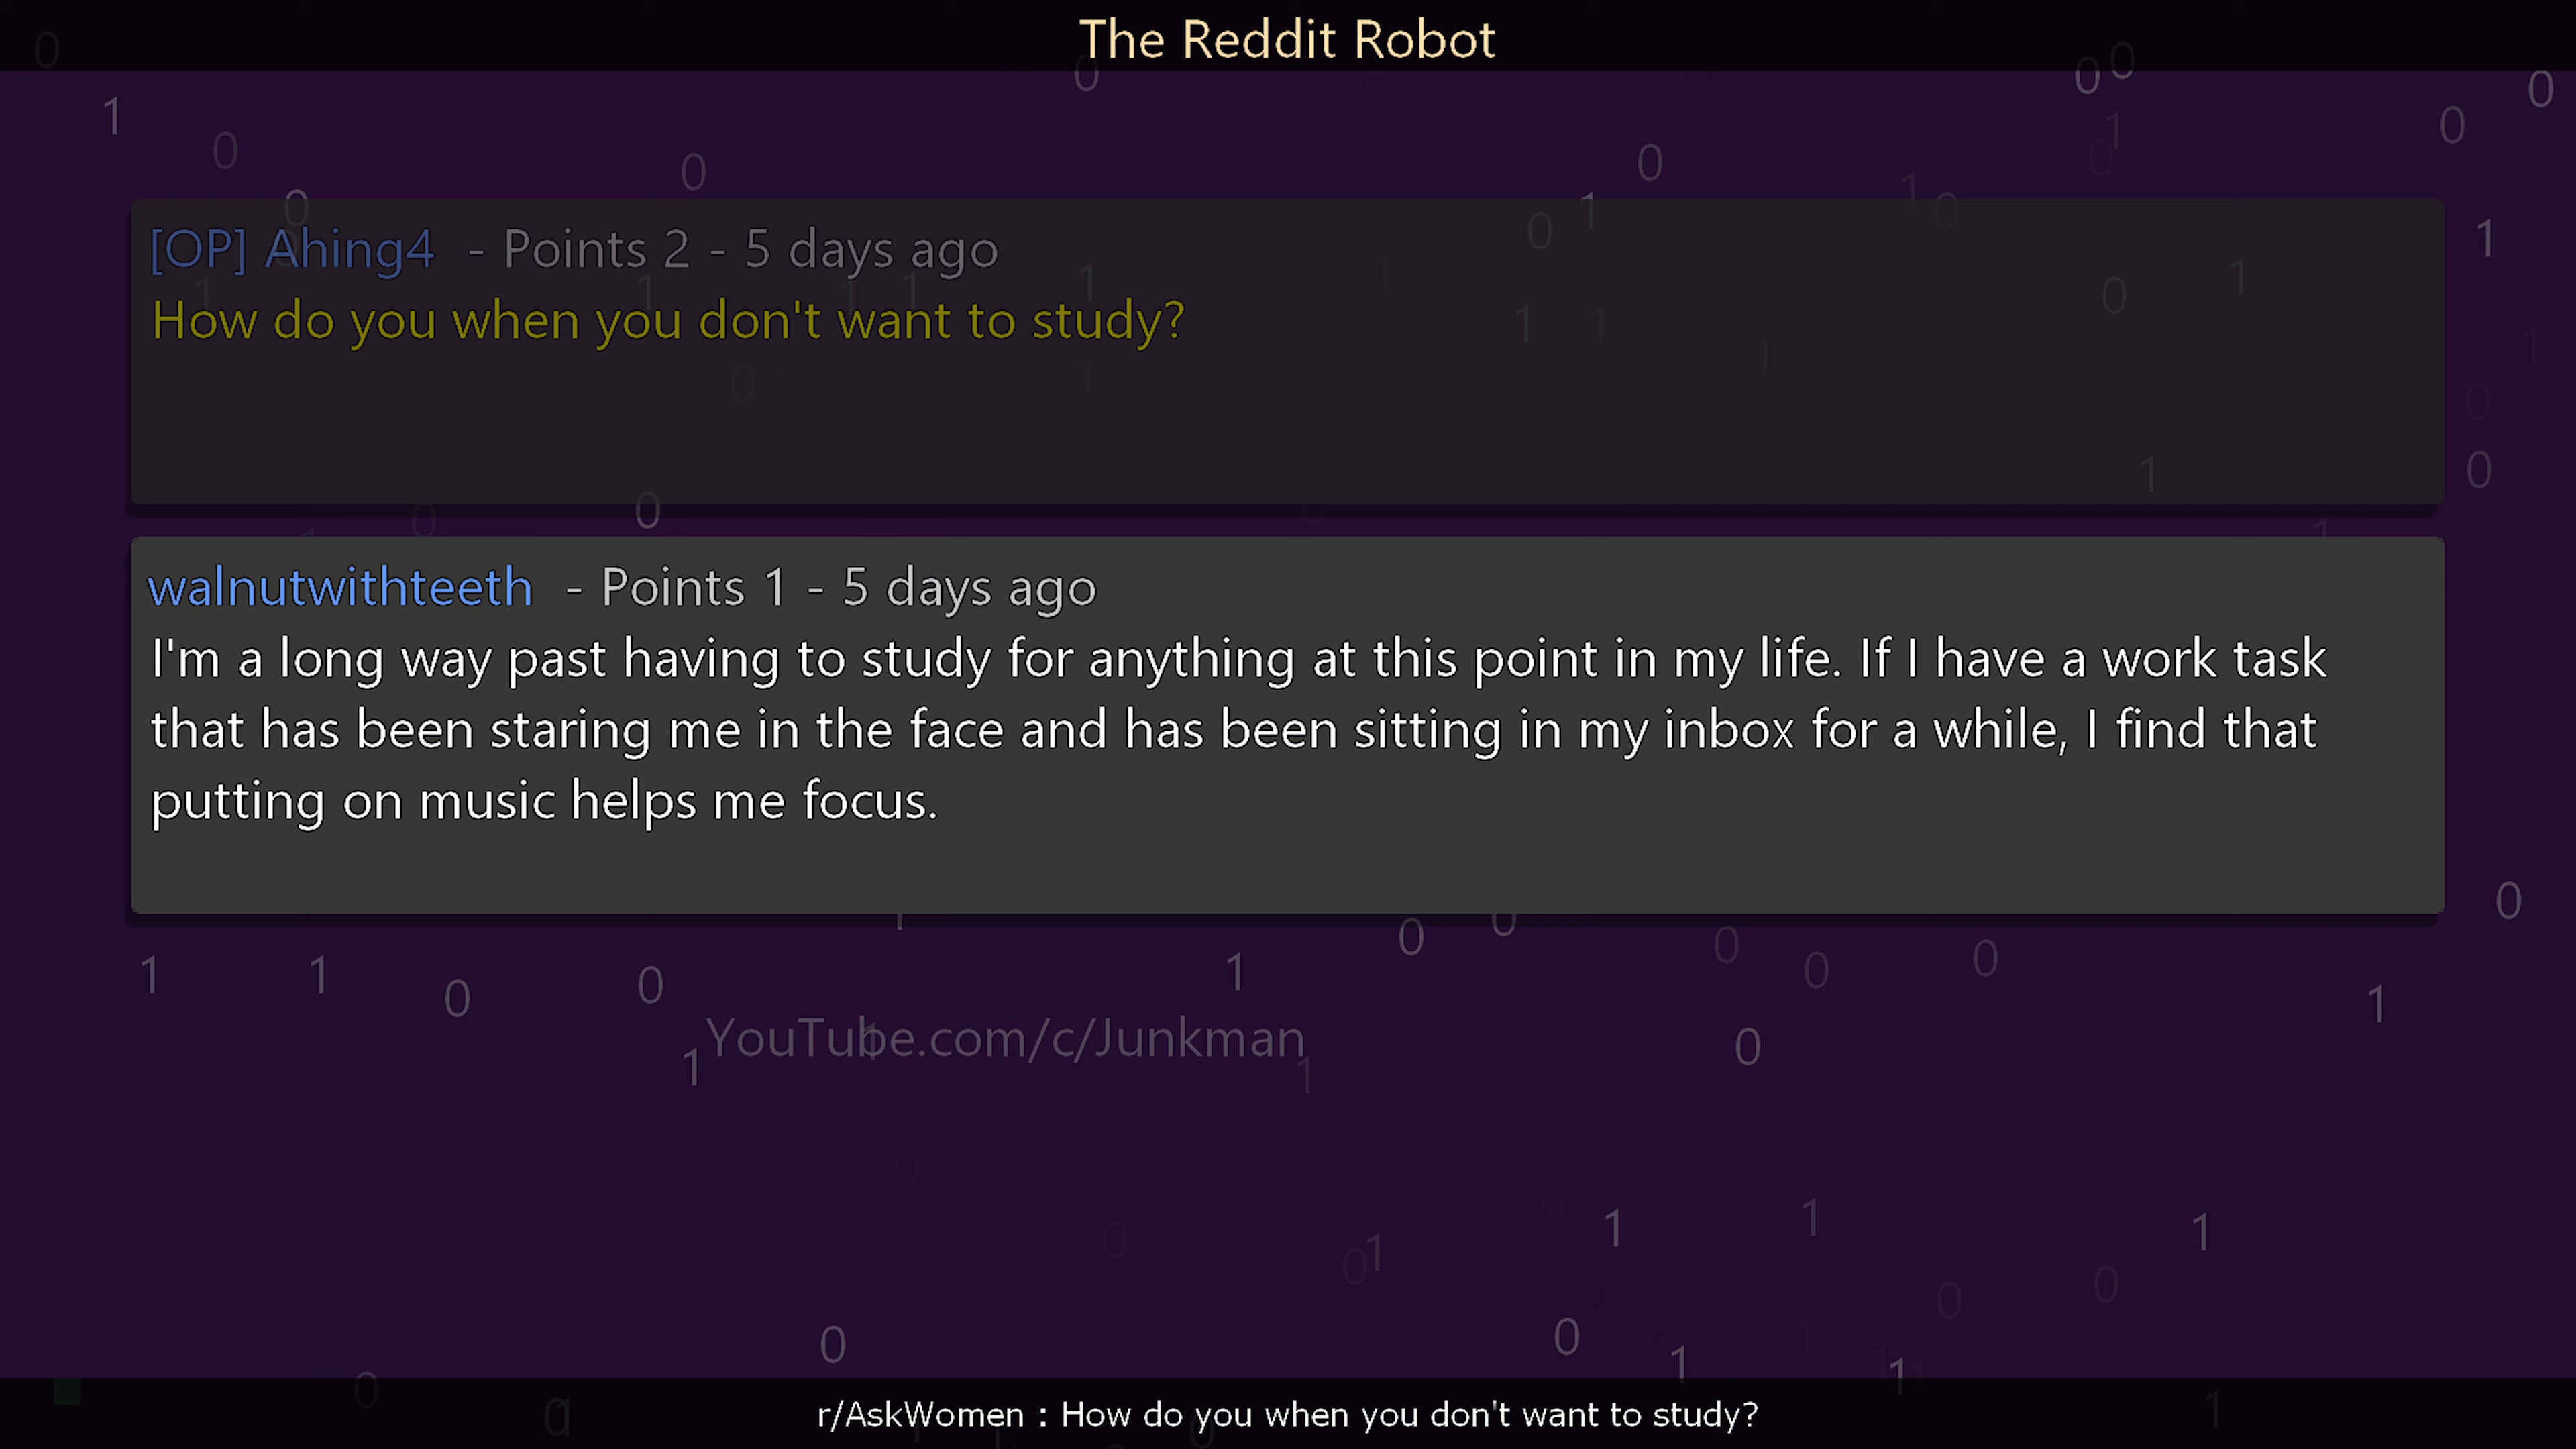 The Reddit Robot
[OP] Ahing4 - Points 2 - 5 days ago
How do you when you don't want to study?
walnutwithteeth - Points 1 - 5 days ago
I'm a long way past having to study for anything at this point in my life. If I have a work task
that has been staring me in the face and has been sitting in my inbox for a while, I find that
putting on music helps me focus.
YouTube.com/c/Junkman
r/AskWomen : How do you when you don't want to study?